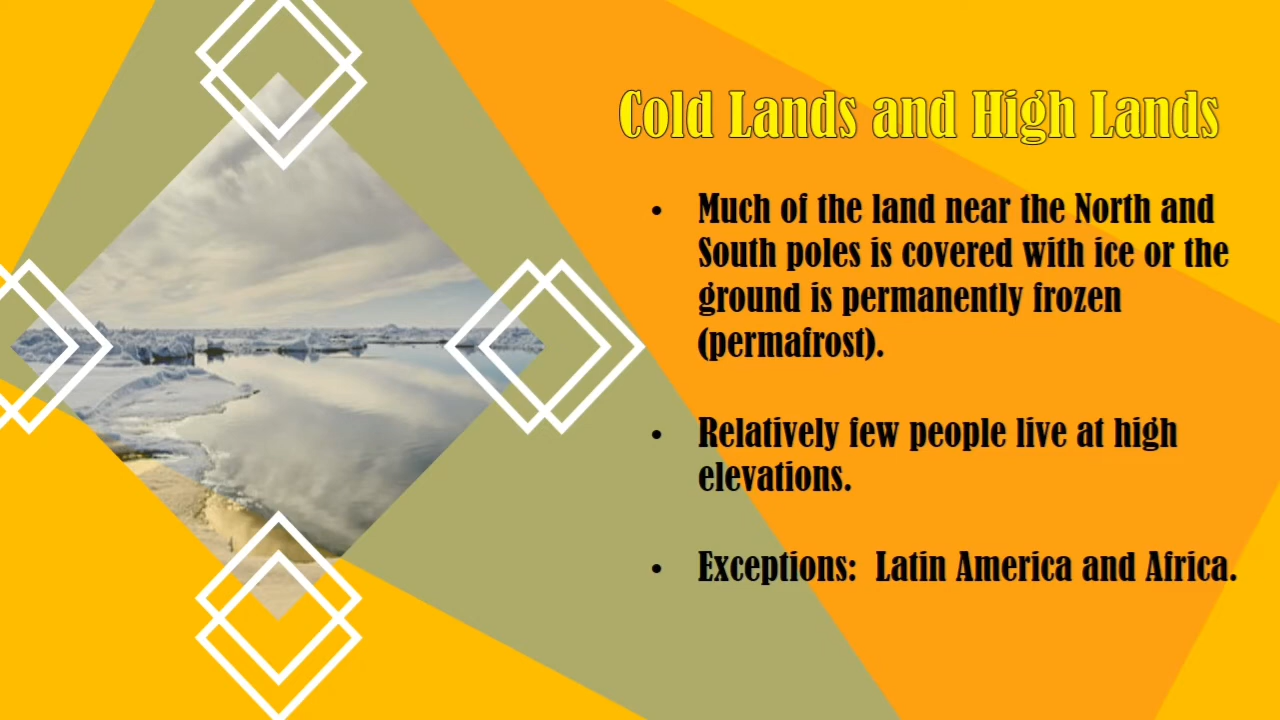 Cold Lands and High Lands
• Much of the land near the North and
South poles is covered with ice or the
ground is permanently frozen
(permafrost).
• Relatively few people live at high
elevations.
• Exceptions:  Latin America and Africa.